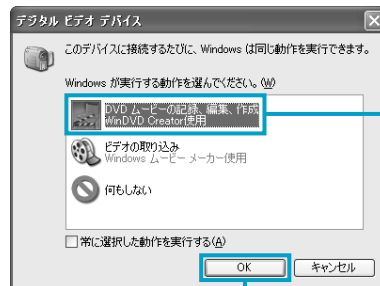 デジタル ビデオ デバイス
このデバイスに接続するたびに、Windows は同じ動作を実行できます。
Windows が実行する動作を選んでください。(W)
DVD ムービーの記録、編集、作成
WinDVD Creator使用
ビデオの取り込み
Windows ムービー メーカー使用
何もしない
常に選択した動作を実行する(A)
OK
キャンセル